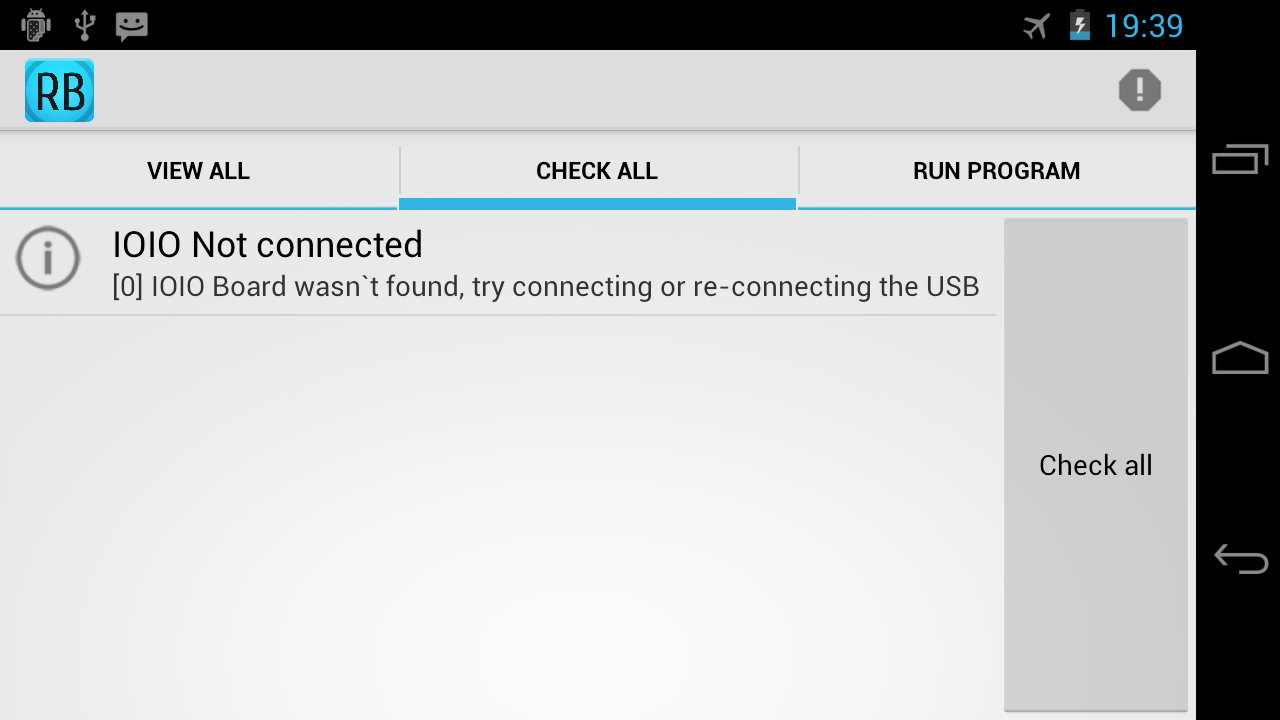 19:39
RB
VIEW ALL
CHECK ALL
RUN PROGRAM
IOIO Not connected
[0] IOIO Board wasn`t found, try connecting or re-connecting the USB
Check all